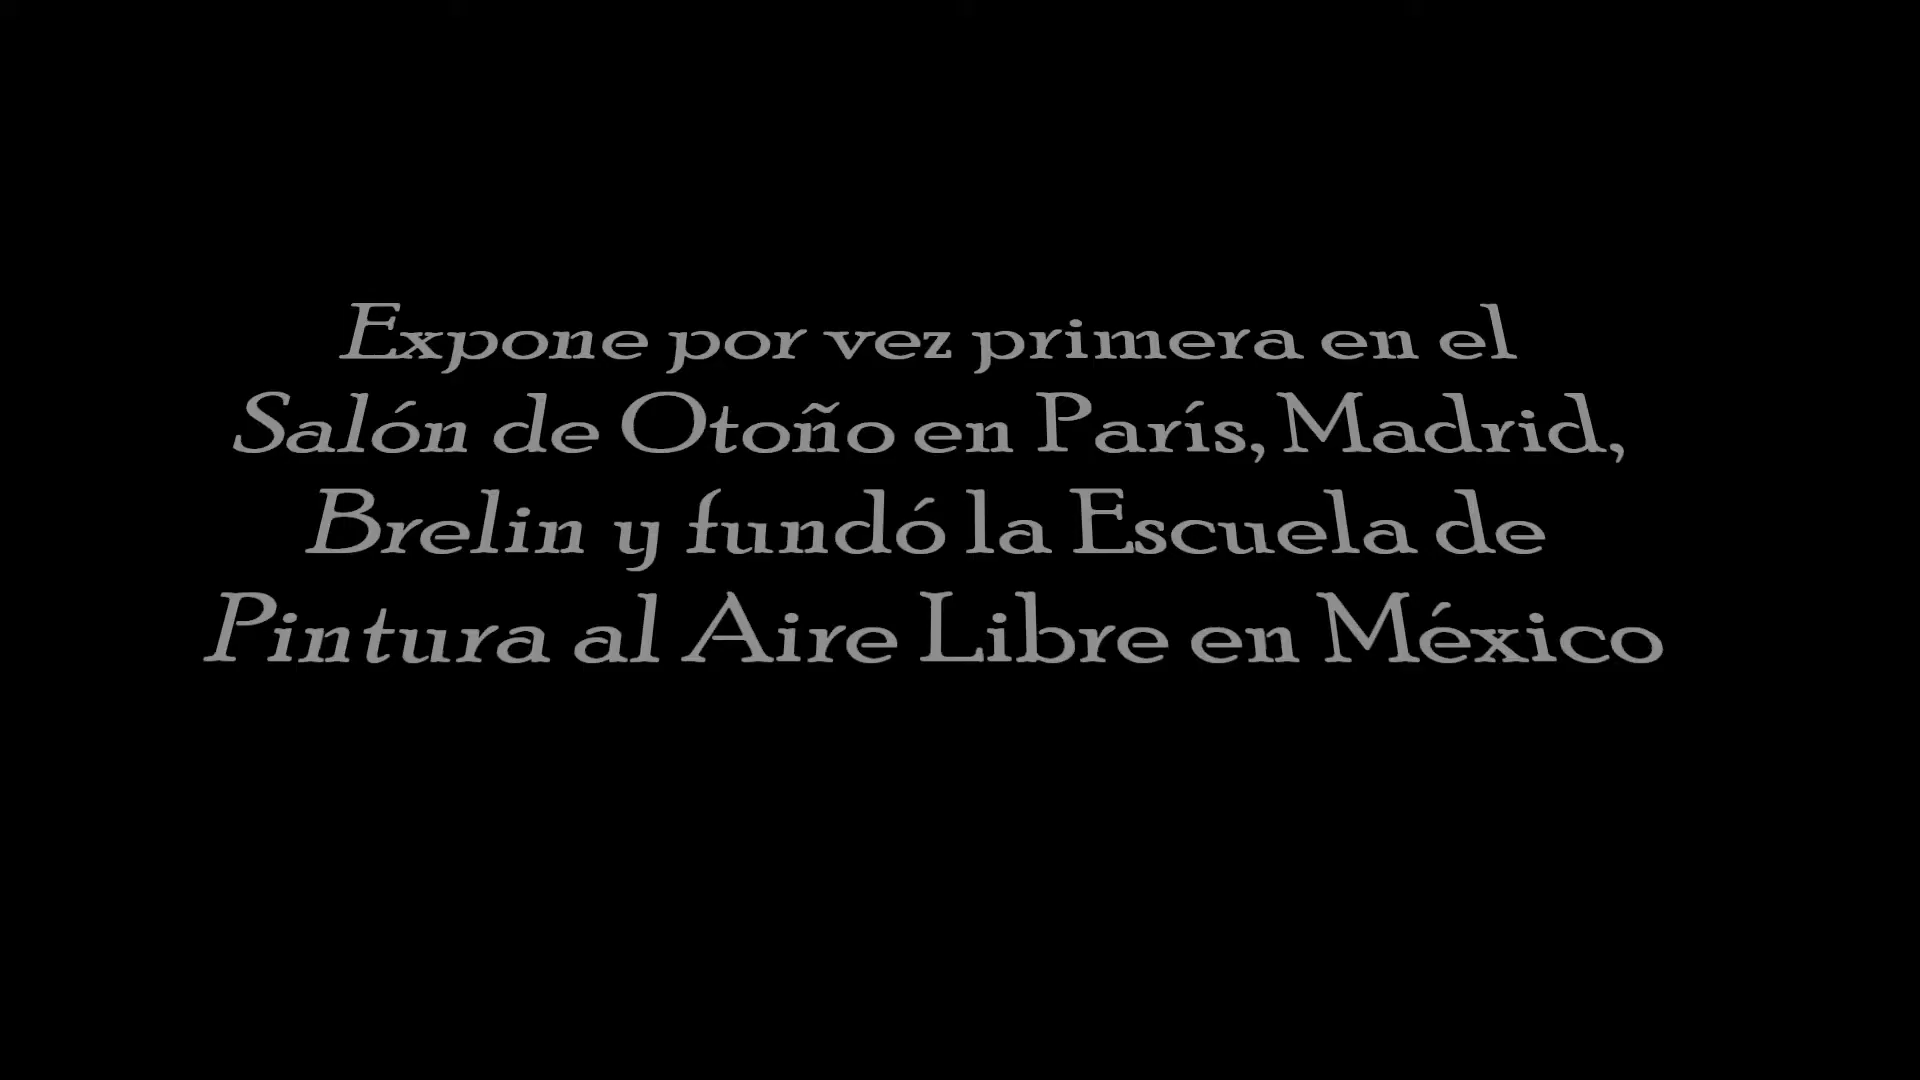 Expone por vez primera en el
Salón de Otoño en París, Madrid,
Brelin y fundó la Escuela de
Pintura al Aire Libre en México